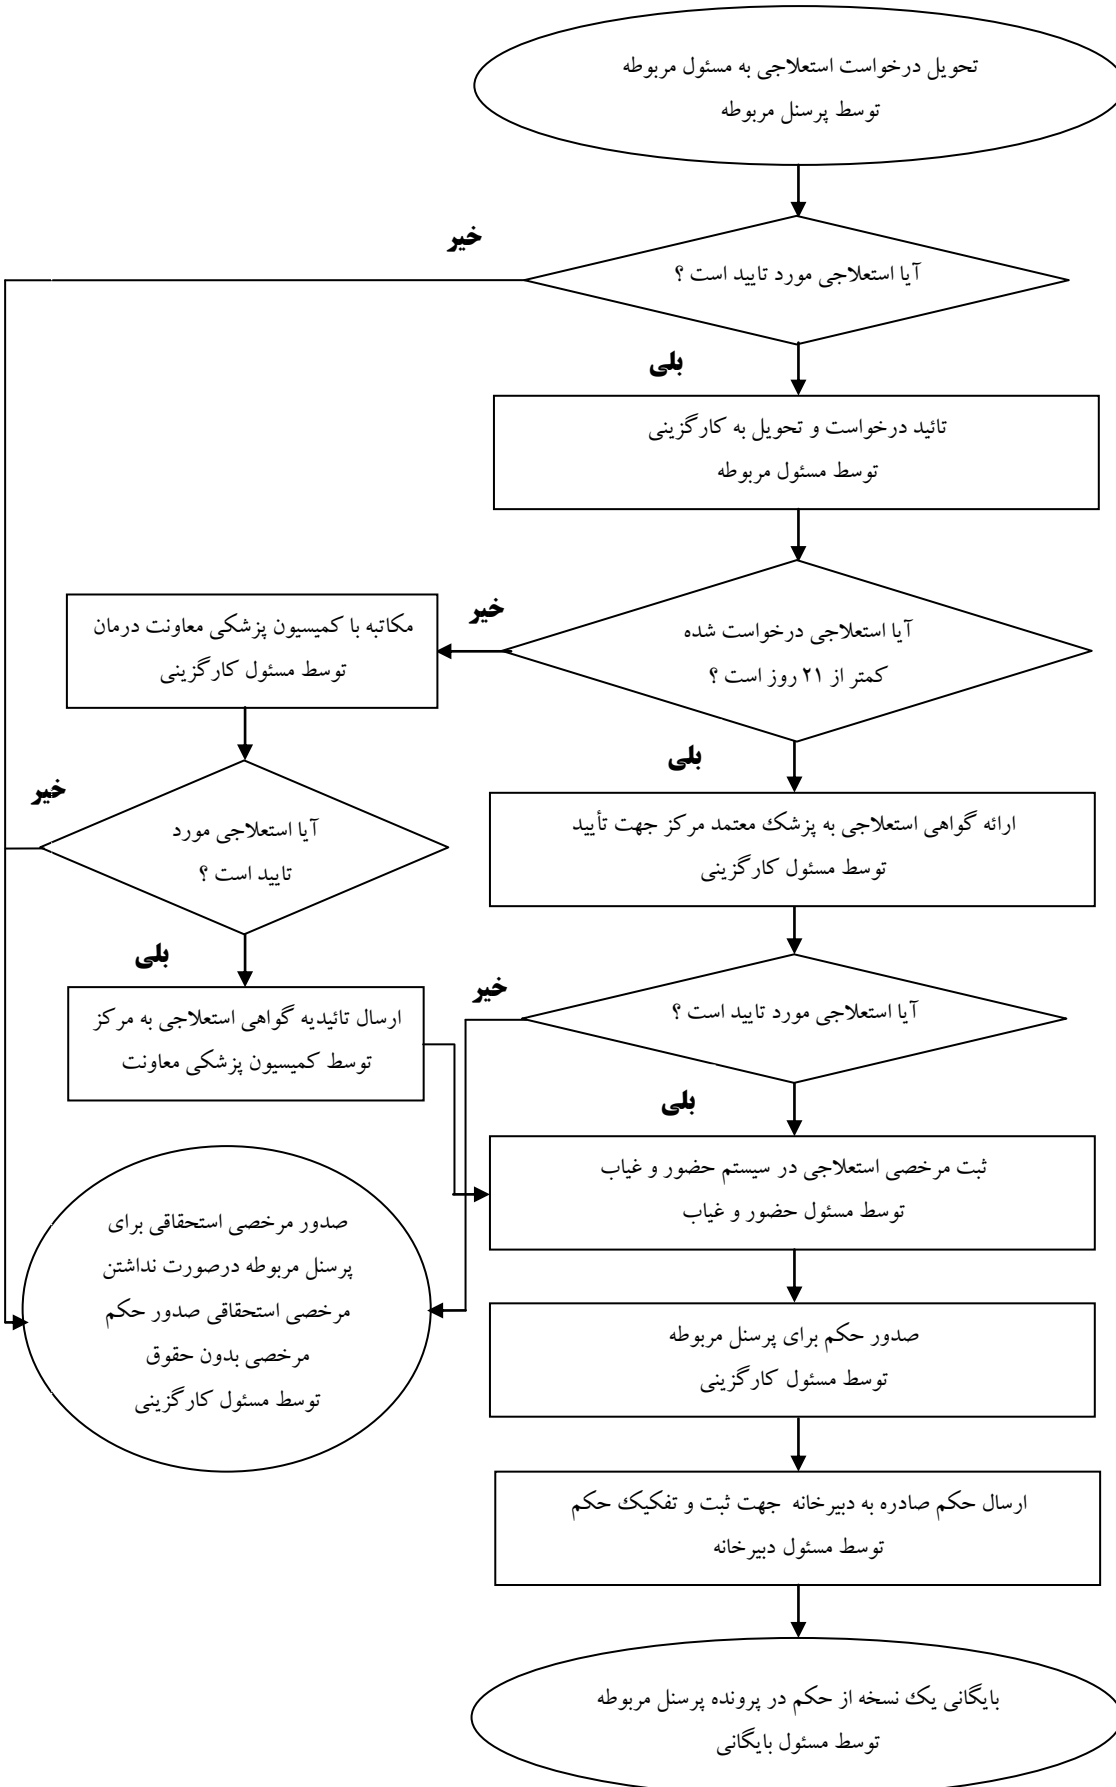 تحویل درخواست استعلاجی به مسئول مربوطه
توسط پرسنل مربوطه
خیر
آیا استعلاجی مورد تایید است ؟
بلی
تائید درخواست و تحویل به کارگزینی
توسط مسئول مربوطه
خیر
آیا استعلاجی درخواست شده
کمتر از ۲۱ روز است ؟
مکاتبه با کمیسیون پزشکی معاونت درمان
توسط مسئول کارگزینی
بلی
خیر
آیا استعلاجی مورد
تایید است ؟
ارائه گواهی استعلاجی به پزشک معتمد مرکز جهت تأیید
توسط مسئول کارگزینی
بلی
خیر
آیا استعلاجی مورد تایید است ؟
ارسال تائیدیه گواهی استعلاجی به مرکز
توسط کمیسیون پزشکی معاونت
بلی
ثبت مرخصی استعلاجی در سیستم حضور و غیاب
توسط مسئول حضور و غیاب
صدور مرخصی استحقاقی برای
پرسنل مربوطه درصورت نداشتن
مرخصی استحقاقی صدور حکم
مرخصی بدون حقوق
توسط مسئول کارگزینی
صدور حکم برای پرسنل مربوطه
توسط مسئول کارگزینی
ارسال حکم صادره به دبیرخانه جهت ثبت و تفکیک حکم
توسط مسئول دبیرخانه
بایگانی یک نسخه از حکم در پرونده پرسنل مربوطه
توسط مسئول بایگانی